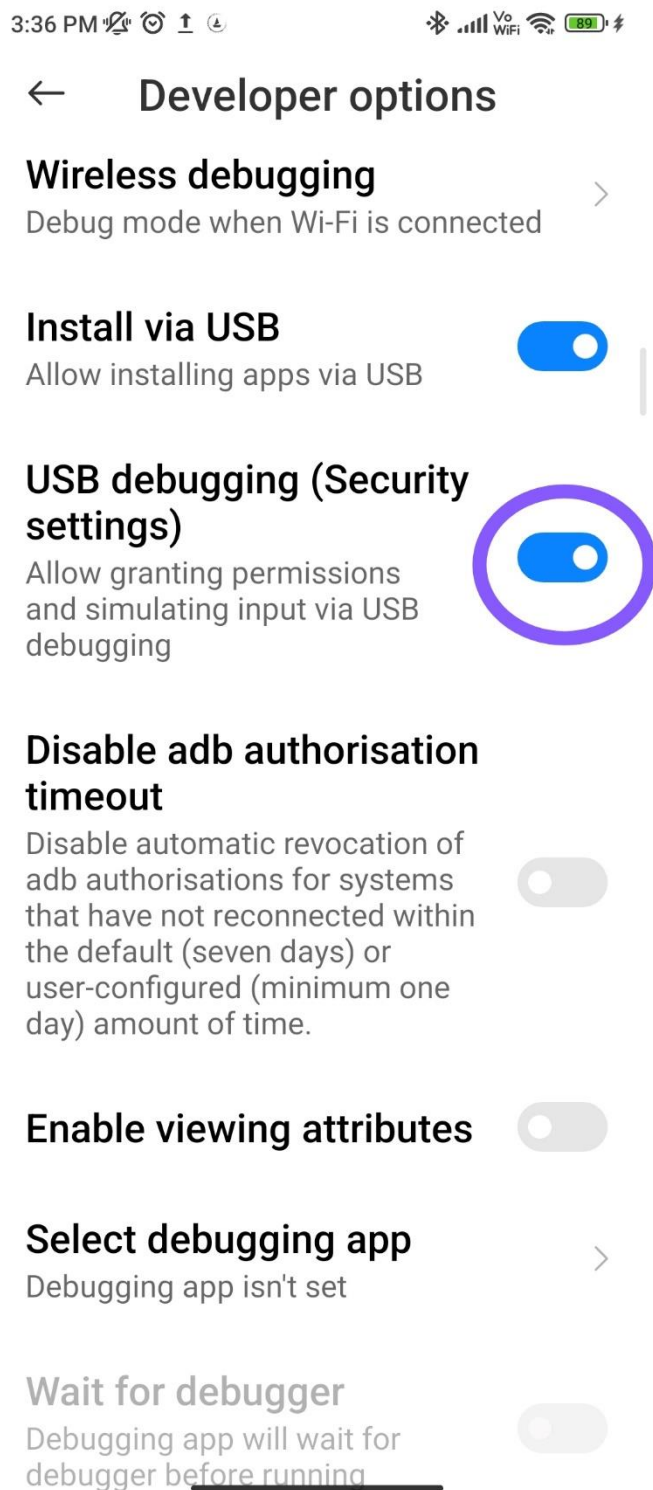 3:36 PM
Vo
WiFi
89
Developer options
Wireless debugging
Debug mode when Wi-Fi is connected
Install via USB
Allow installing apps via USB
USB debugging (Security
settings)
Allow granting permissions
and simulating input via USB
debugging
Disable adb authorisation
timeout
Disable automatic revocation of
adb authorisations for systems
that have not reconnected within
the default (seven days) or
user-configured (minimum one
day) amount of time.
Enable viewing attributes
Select debugging app
Debugging app isn't set
Wait for debugger
Debugging app will wait for
debugger before running